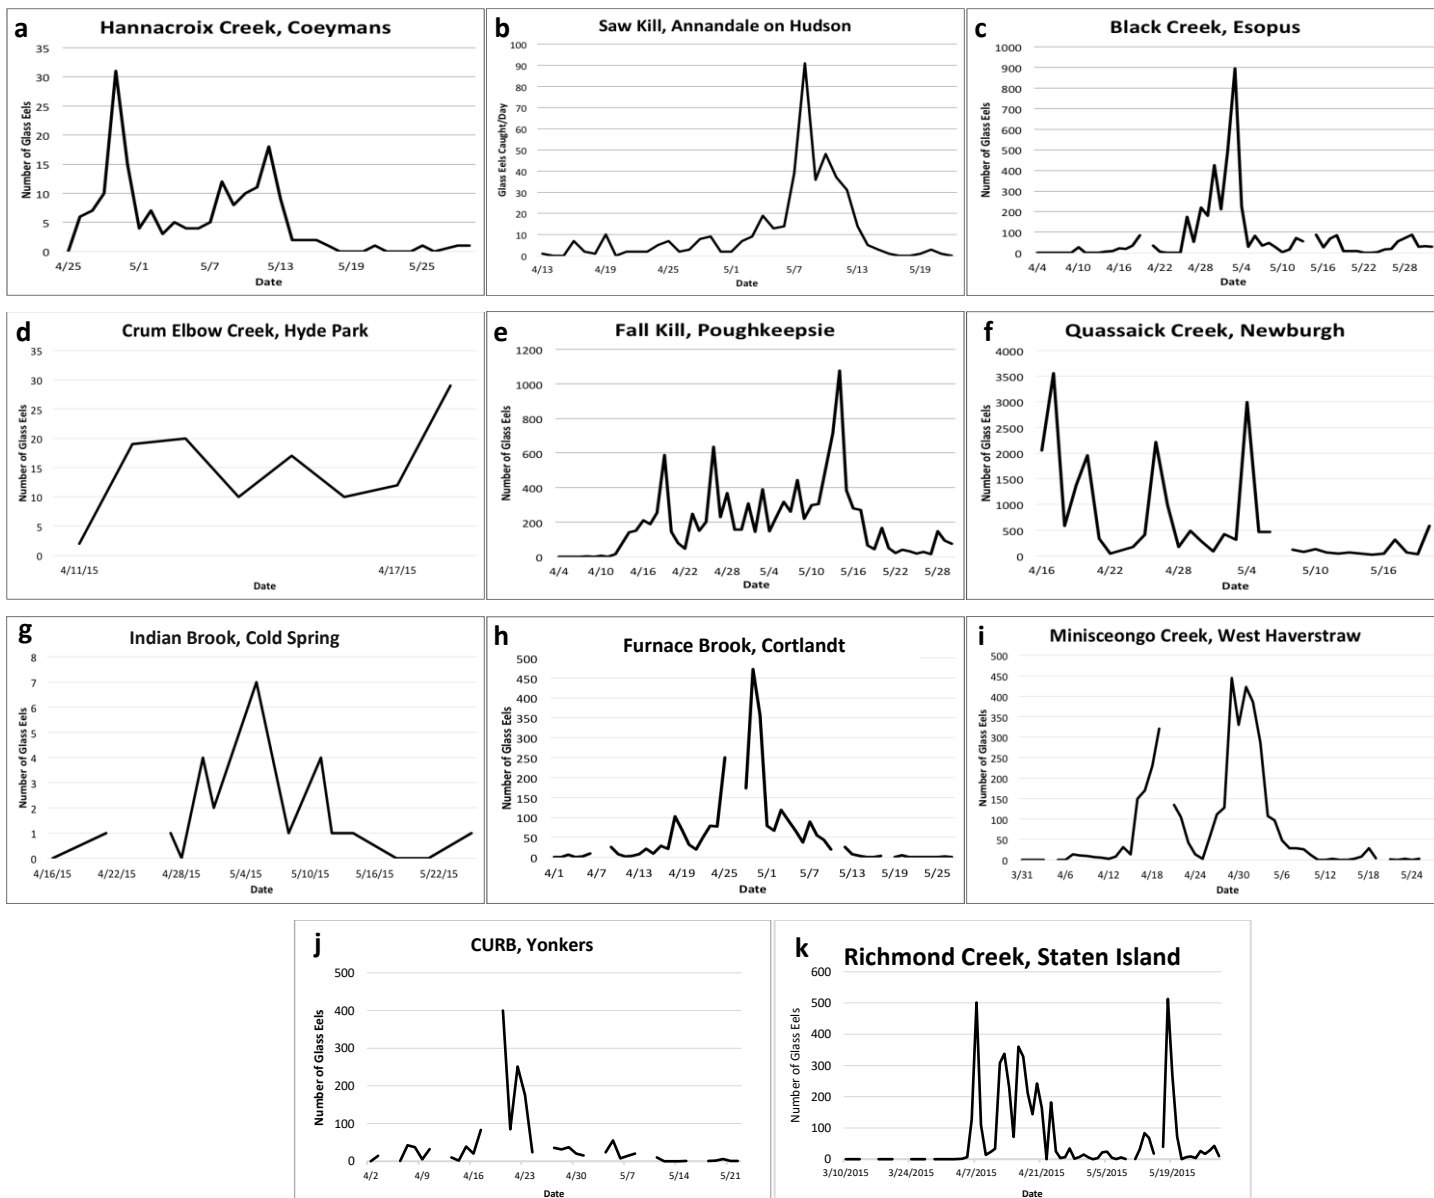 a
Hannacroix Creek, Coeymans
Number of Glass Eels
35
30
25
20
15
10
5
0
4/25 5/1 5/7 5/13 5/19 5/25
Date
b
Saw Kill, Annandale on Hudson
Glass Eels Caught/Day
100
90
80
70
60
50
40
30
20
10
0
4/13 4/19 4/25 5/1 5/7 5/13 5/19
Date
c
Black Creek, Esopus
Number of Glass Eels
1000
900
800
700
600
500
400
300
200
100
0
4/4 4/10 4/16 4/22 4/28 5/4 5/10 5/16 5/22 5/28
Date
d
Crum Elbow Creek, Hyde Park
Number of Glass Eels
35
30
25
20
15
10
5
0
4/11/15 4/17/15
Date
e
Fall Kill, Poughkeepsie
Number of Glass Eels
1200
1000
800
600
400
200
0
4/4 4/10 4/16 4/22 4/28 5/4 5/10 5/16 5/22 5/28
Date
f
Quassaick Creek, Newburgh
Number of Glass Eels
4000
3500
3000
2500
2000
1500
1000
500
0
4/16 4/22 4/28 5/4 5/10 5/16
Date
g
Indian Brook, Cold Spring
Number of Glass Eels
8
7
6
5
4
3
2
1
0
4/16/15 4/22/15 4/28/15 5/4/15 5/10/15 5/16/15 5/22/15
Date
h
Furnace Brook, Cortlandt
Number of Glass Eels
500
450
400
350
300
250
200
150
100
50
0
4/1 4/7 4/13 4/19 4/25 5/1 5/7 5/13 5/19 5/25
Date
i
Minisceongo Creek, West Haverstraw
Number of Glass Eels
500
450
400
350
300
250
200
150
100
50
0
3/31 4/6 4/12 4/18 4/24 4/30 5/6 5/12 5/18 5/24
Date
j
CURB, Yonkers
Number of Glass Eels
500
400
300
200
100
0
4/2 4/9 4/16 4/23 4/30 5/7 5/14 5/21
Date
k
Richmond Creek, Staten Island
Number of Glass Eels
600
500
400
300
200
100
0
3/10/2015 3/24/2015 4/7/2015 4/21/2015 5/5/2015 5/19/2015
Date